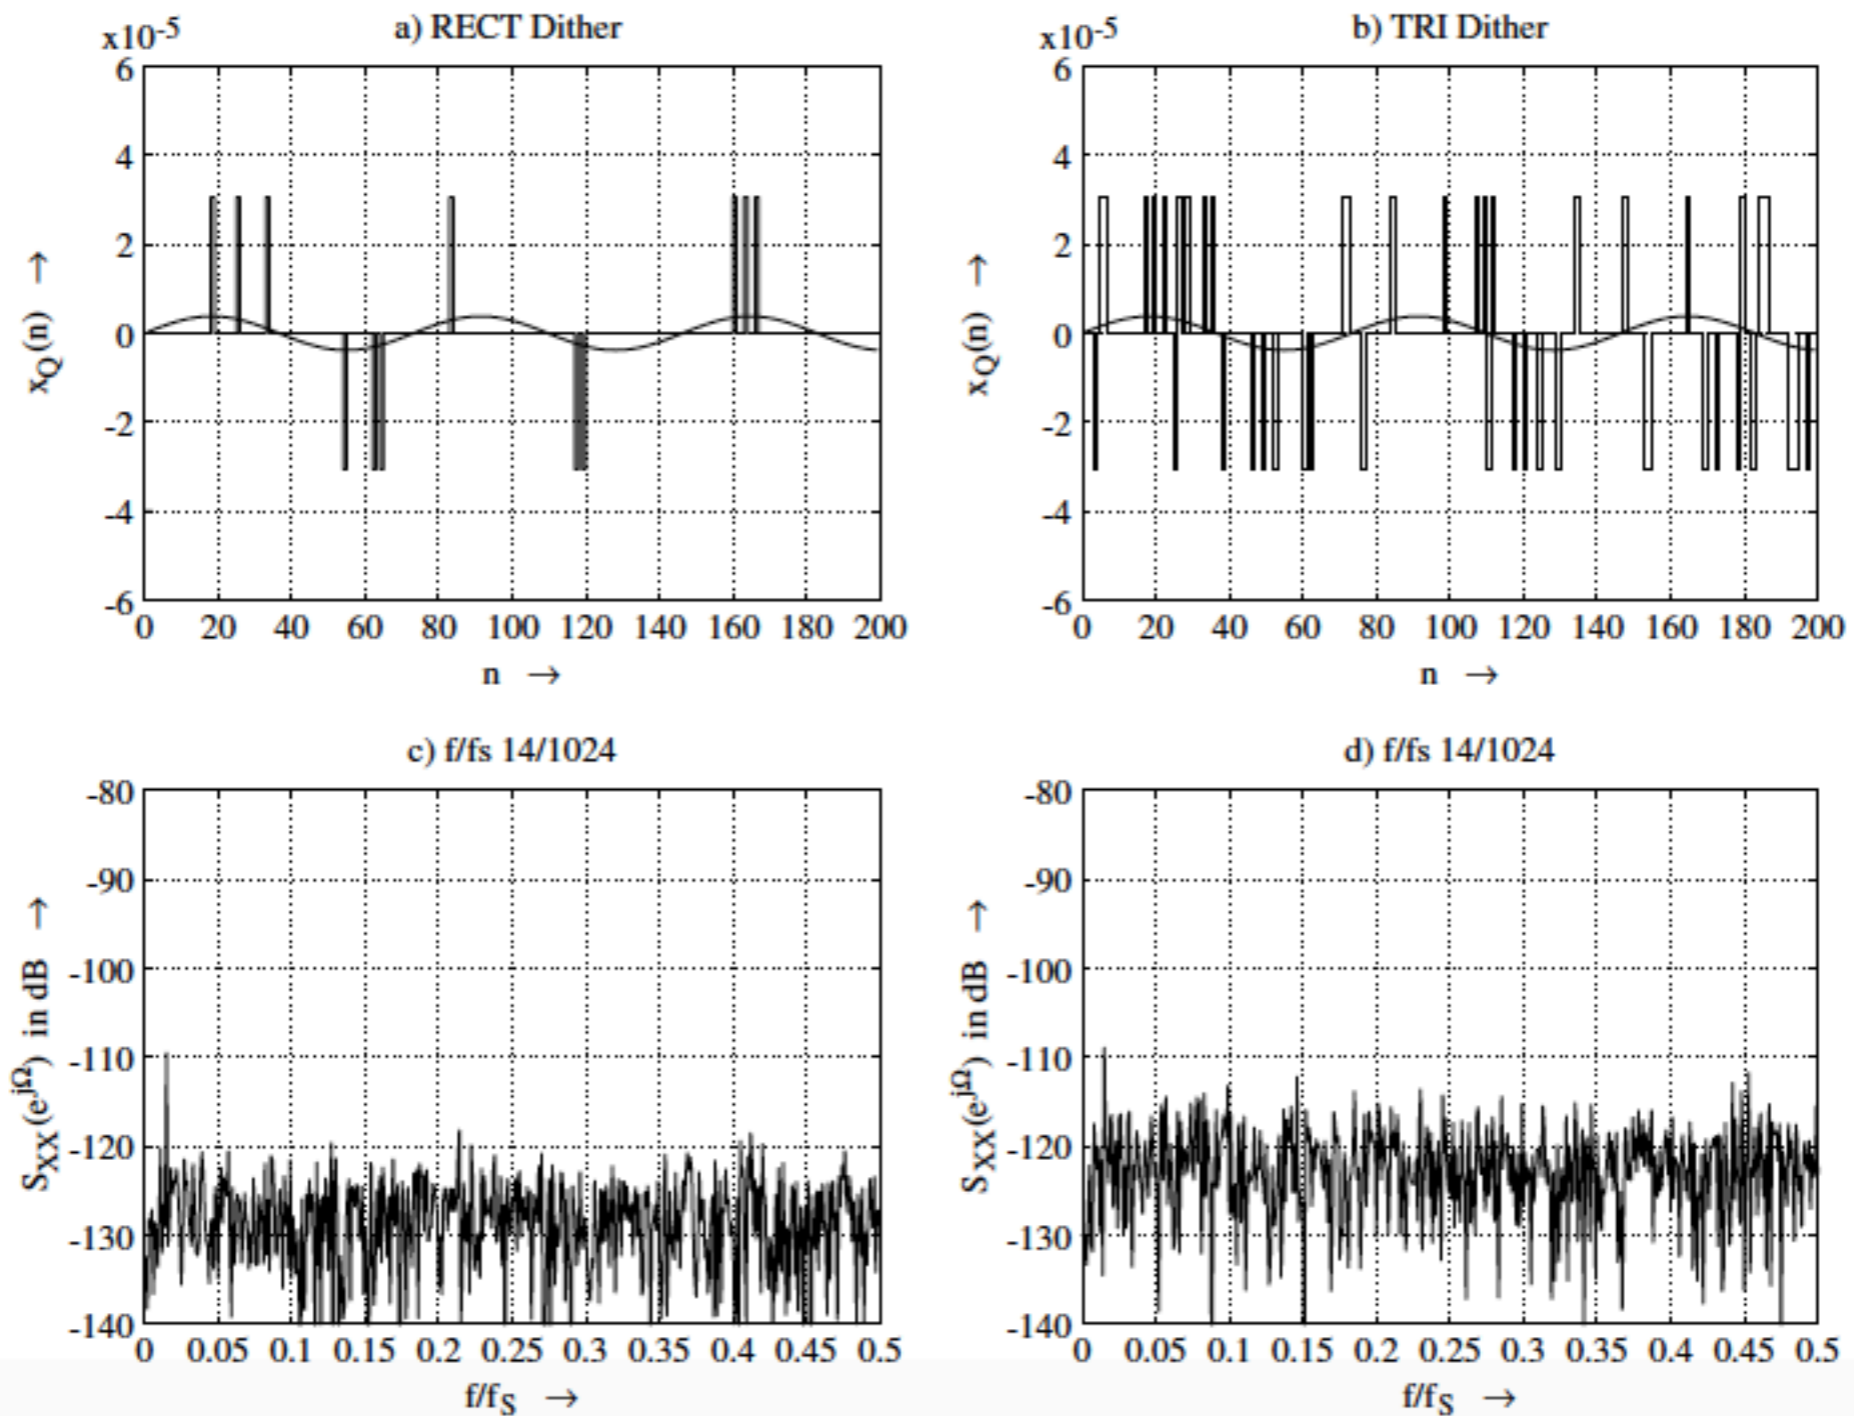 a) RECT Dither
x10-5
6
4
2
0
-2
-4
-6
xQ(n) →
0 20 40 60 80 100 120 140 160 180 200
n →
b) TRI Dither
x10-5
6
4
2
0
-2
-4
-6
xQ(n) →
0 20 40 60 80 100 120 140 160 180 200
n →
c) f/fs 14/1024
-80
-90
-100
-110
-120
-130
-140
SXX(ejΩ) in dB →
0 0.05 0.1 0.15 0.2 0.25 0.3 0.35 0.4 0.45 0.5
f/fS →
d) f/fs 14/1024
-80
-90
-100
-110
-120
-130
-140
SXX(ejΩ) in dB →
0 0.05 0.1 0.15 0.2 0.25 0.3 0.35 0.4 0.45 0.5
f/fS →